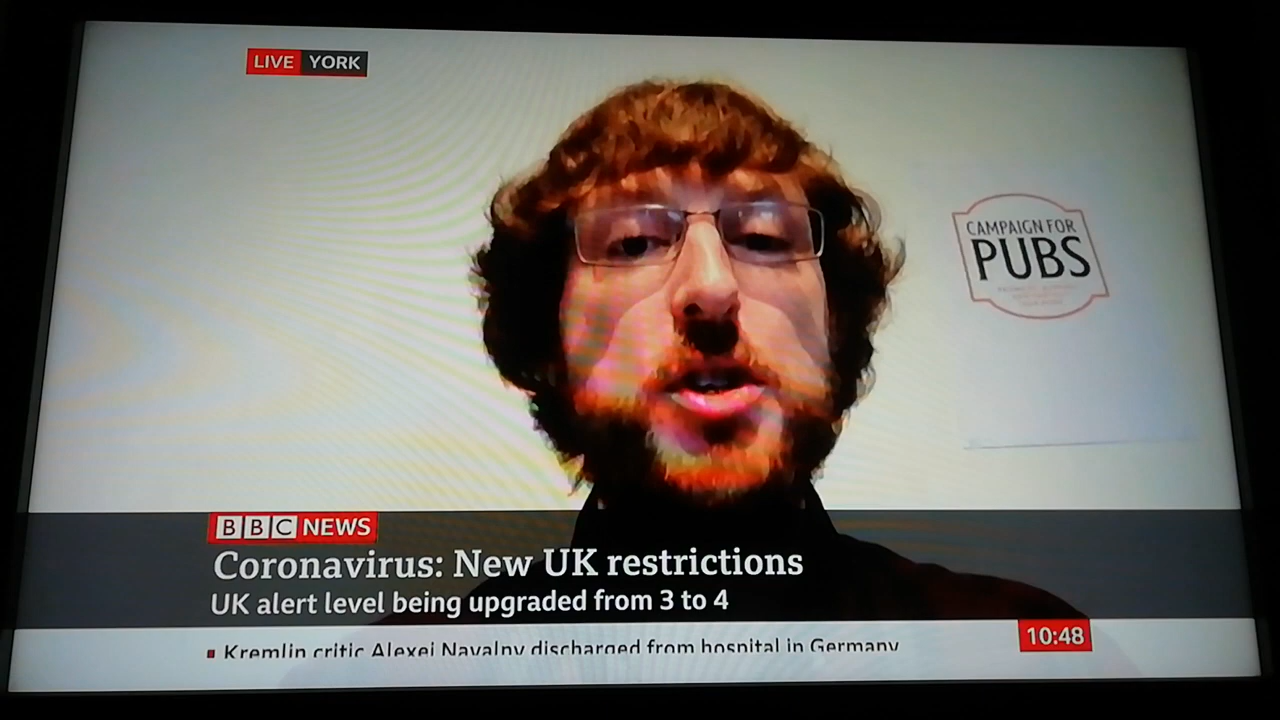 LIVE YORK
CAMPAIGN FOR
PUBS
BBC NEWS
Coronavirus: New UK restrictions
UK alert level being upgraded from 3 to 4
Kremlin critic Alexei Navalny discharged from hospital in Germany
10:48